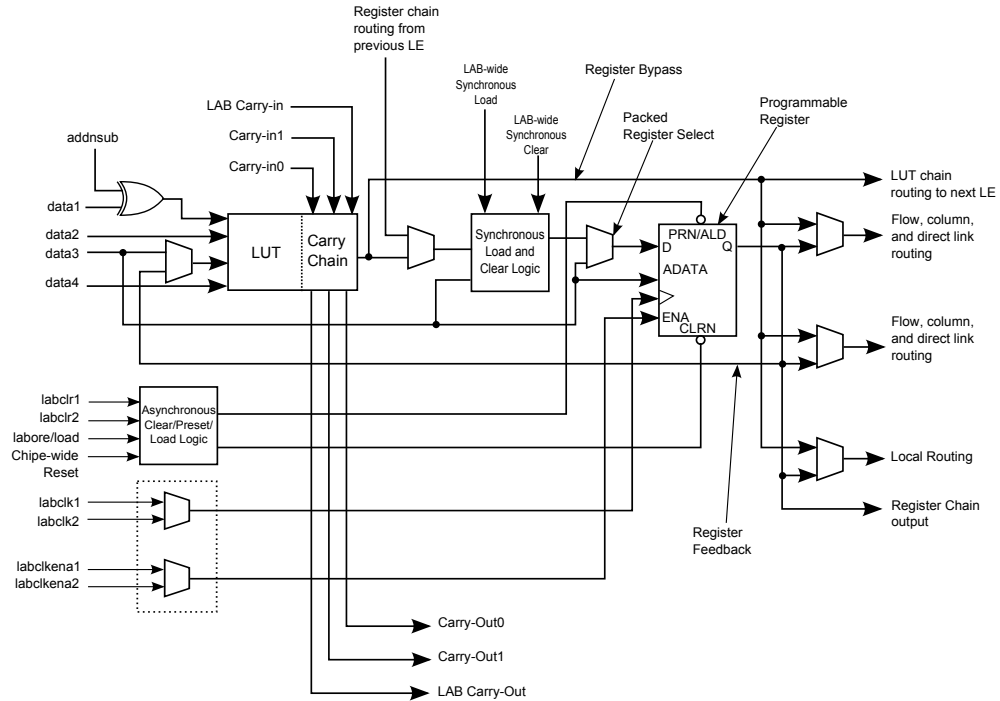 Register chain
routing from
previous LE
LAB-wide
Synchronous
Load
Register Bypass
LAB Carry-in
Packed
Register Select
Programmable
Register
LAB-wide
Synchronous
Clear
addnsub
Carry-in1
Carry-in0
LUT chain
routing to next LE
data1
data2
data3
data4
LUT
Carry
Chain
Synchronous
Load and
Clear Logic
PRN/ALD
D
Q
ADATA
ENA
CLRN
Flow, column,
and direct link
routing
Flow, column,
and direct link
routing
labclr1
labclr2
labore/load
Chipe-wide
Reset
Asynchronous
Clear/Preset/
Load Logic
Local Routing
labclk1
labclk2
Register Chain
output
Register
Feedback
labclkena1
labclkena2
Carry-Out0
Carry-Out1
LAB Carry-Out